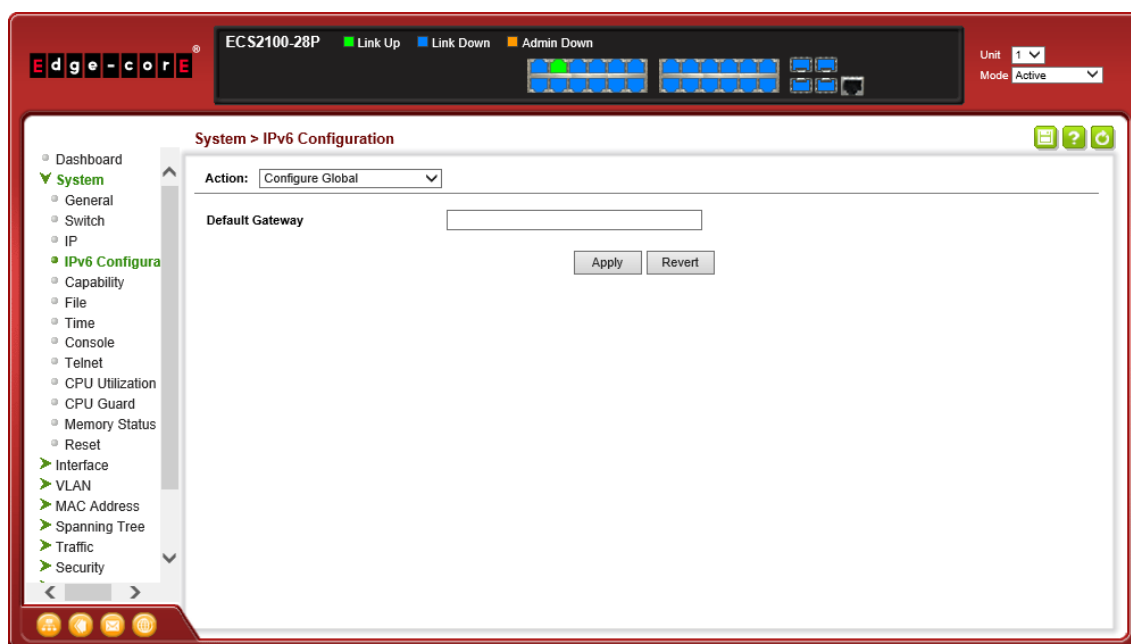 Edge-corE®
ECS2100-28P Link Up Link Down Admin Down
Unit 1
Mode Active
System > IPv6 Configuration
Dashboard
System
General
Switch
IP
IPv6 Configura
Capability
File
Time
Console
Telnet
CPU Utilization
CPU Guard
Memory Status
Reset
Interface
VLAN
MAC Address
Spanning Tree
Traffic
Security
Action: Configure Global
Default Gateway
Apply Revert